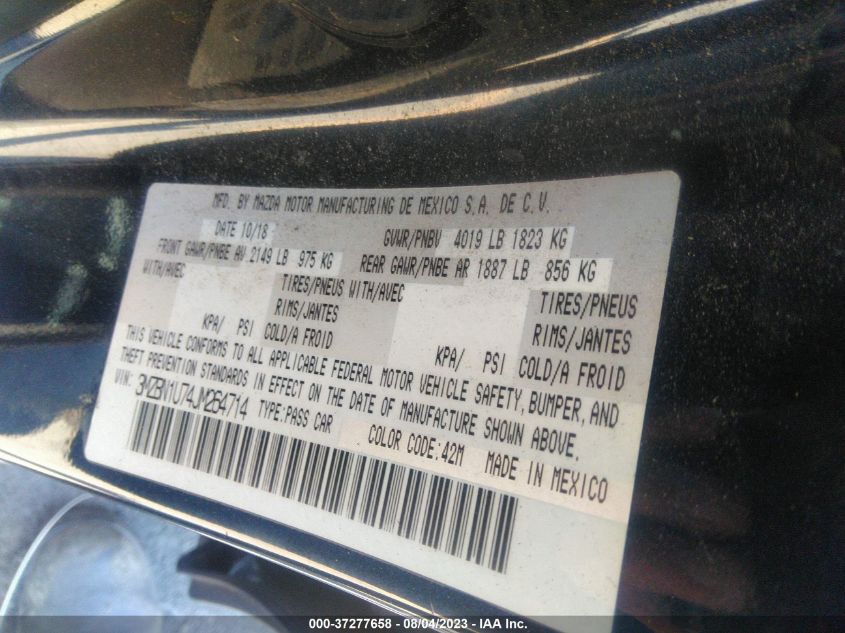 MFD. BY MAZDA MOTOR MANUFACTURING DE MEXICO S.A. DE C.V.
DATE 10/18 GVWR/PNBV 4019 LB 1823 KG
FRONT GAWR/PNBE AV 2149 LB 975 KG REAR GAWR/PNBE AR 1887 LB 856 KG
WITH/AVEC TIRES/PNEUS WITH/AVEC TIRES/PNEUS
RIMS/JANTES RIMS/JANTES
KPA/ PSI COLD/A FROID KPA/ PSI COLD/A FROID
THIS VEHICLE CONFORMS TO ALL APPLICABLE FEDERAL MOTOR VEHICLE SAFETY, BUMPER, AND
THEFT PREVENTION STANDARDS IN EFFECT ON THE DATE OF MANUFACTURE SHOWN ABOVE.
VIN: 3MZBN1U74JM264714 TYPE:PASS CAR
COLOR CODE:42M MADE IN MEXICO
000-37277658 - 08/04/2023 - IAA Inc.